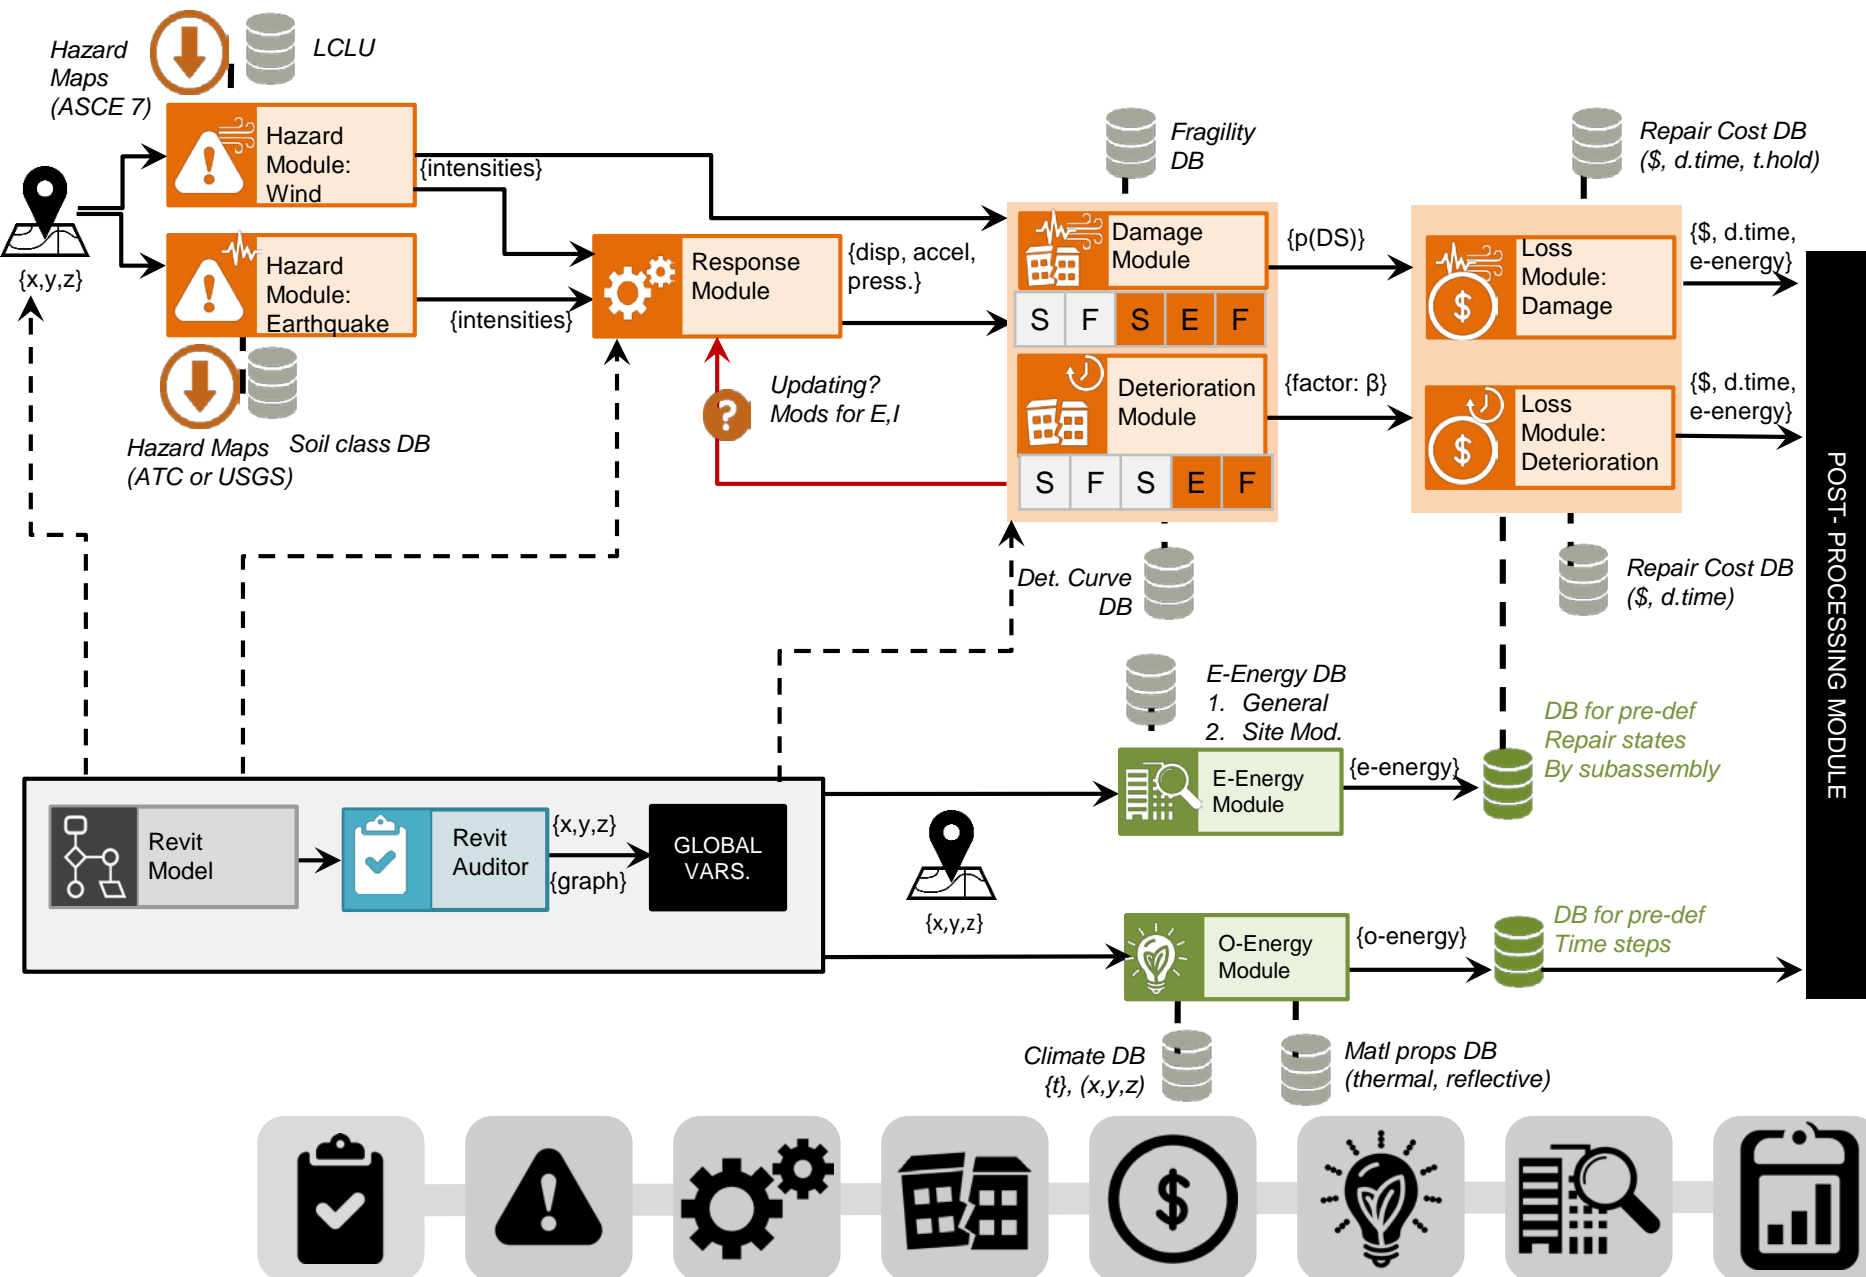 Hazard
Maps
(ASCE 7)
LCLU
Hazard
Module:
Wind
{intensities}
{x,y,z}
Hazard
Module:
Earthquake
{intensities}
Hazard Maps
(ATC or USGS)
Soil class DB
Response
Module
{disp, accel,
press.}
Updating?
Mods for E,I
Fragility
DB
Damage
Module
S F S E F
{p(DS)}
Deterioration
Module
S F S E F
{factor: β}
Det. Curve
DB
Repair Cost DB
($, d.time, t.hold)
Loss
Module:
Damage
{$, d.time,
e-energy}
Loss
Module:
Deterioration
{$, d.time,
e-energy}
Repair Cost DB
($, d.time)
POST- PROCESSING MODULE
E-Energy DB
1. General
2. Site Mod.
E-Energy
Module
{e-energy}
DB for pre-def
Repair states
By subassembly
Revit
Model
Revit
Auditor
{x,y,z}
{graph}
GLOBAL
VARS.
{x,y,z}
O-Energy
Module
{o-energy}
DB for pre-def
Time steps
Climate DB
{t}, (x,y,z)
Matl props DB
(thermal, reflective)